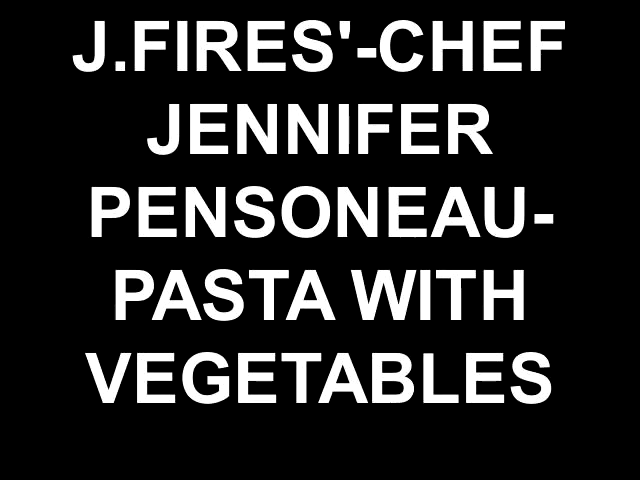 J.FIRES'-CHEF
JENNIFER
PENSONEAU-
PASTA WITH
VEGETABLES